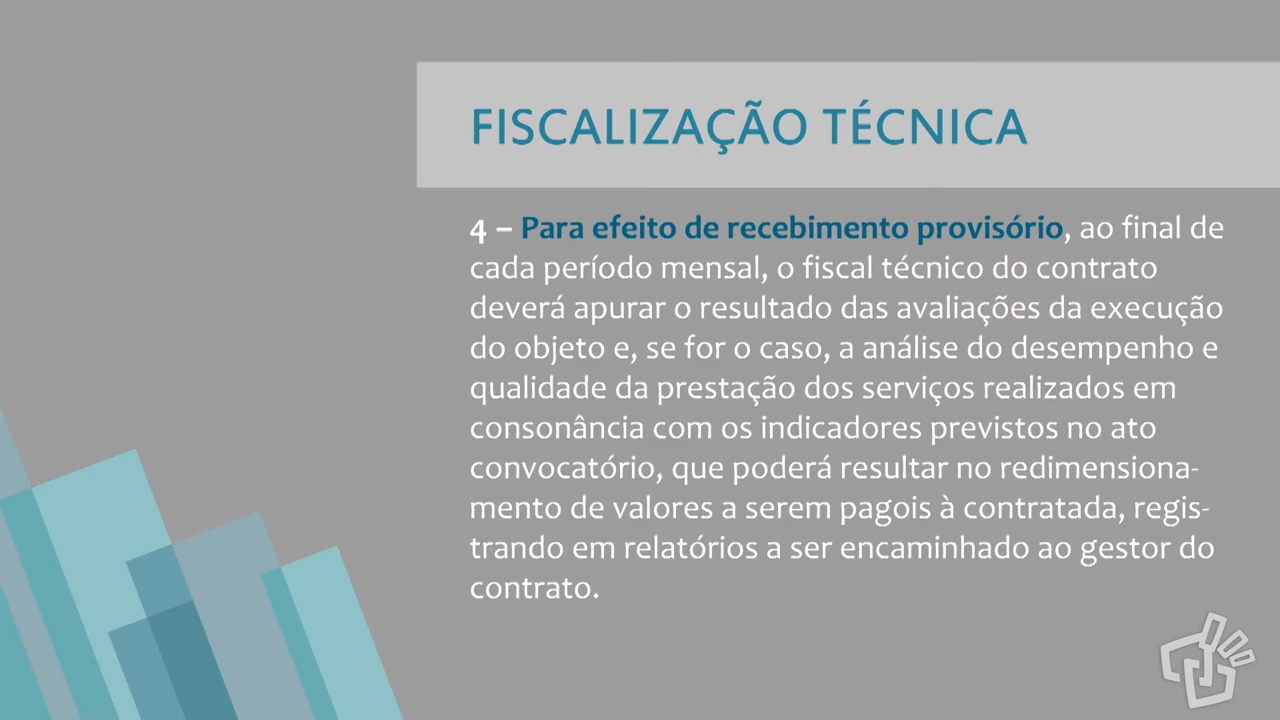 FISCALIZAÇÃO TÉCNICA
4 – Para efeito de recebimento provisório, ao final de
cada período mensal, o fiscal técnico do contrato
deverá apurar o resultado das avaliações da execução
do objeto e, se for o caso, a análise do desempenho e
qualidade da prestação dos serviços realizados em
consonância com os indicadores previstos no ato
convocatório, que poderá resultar no redimensiona-
mento de valores a serem pagois à contratada, regis-
trando em relatórios a ser encaminhado ao gestor do
contrato.